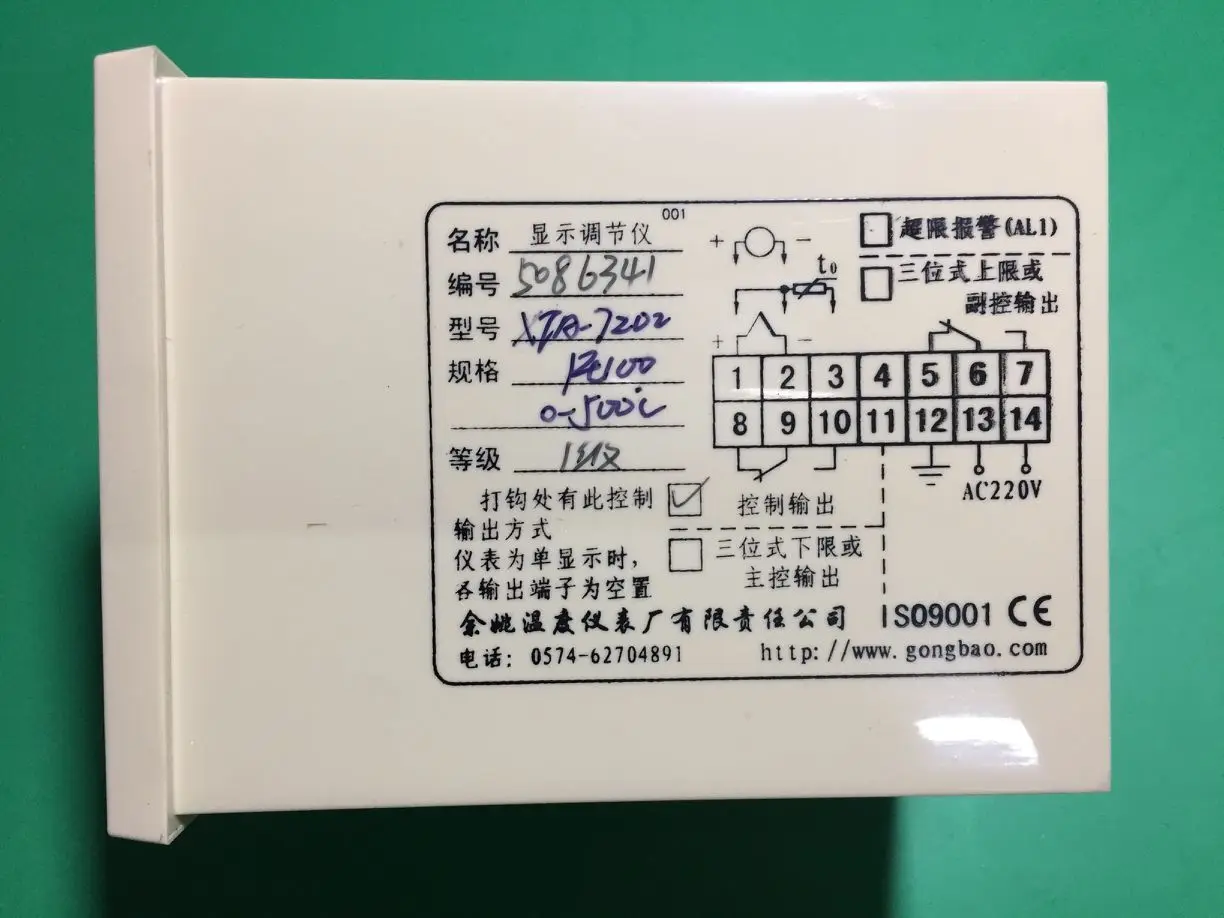 001
名称 显示调节仪
编号 5086341
型号 XTA-7202
规格 Pt100
0-500℃
等级 1级
打钩处有此控制
输出方式
仪表为单显示时，
各输出端子为空置
+ -
t₀
+ -
超限报警(AL1)
三位式上限或
副控输出
1 2 3 4 5 6 7
8 9 10 11 12 13 14
AC220V
控制输出
三位式下限或
主控输出
余姚温度仪表厂有限责任公司 ISO9001 CE
电话: 0574-62704891 http://www.gongbao.com